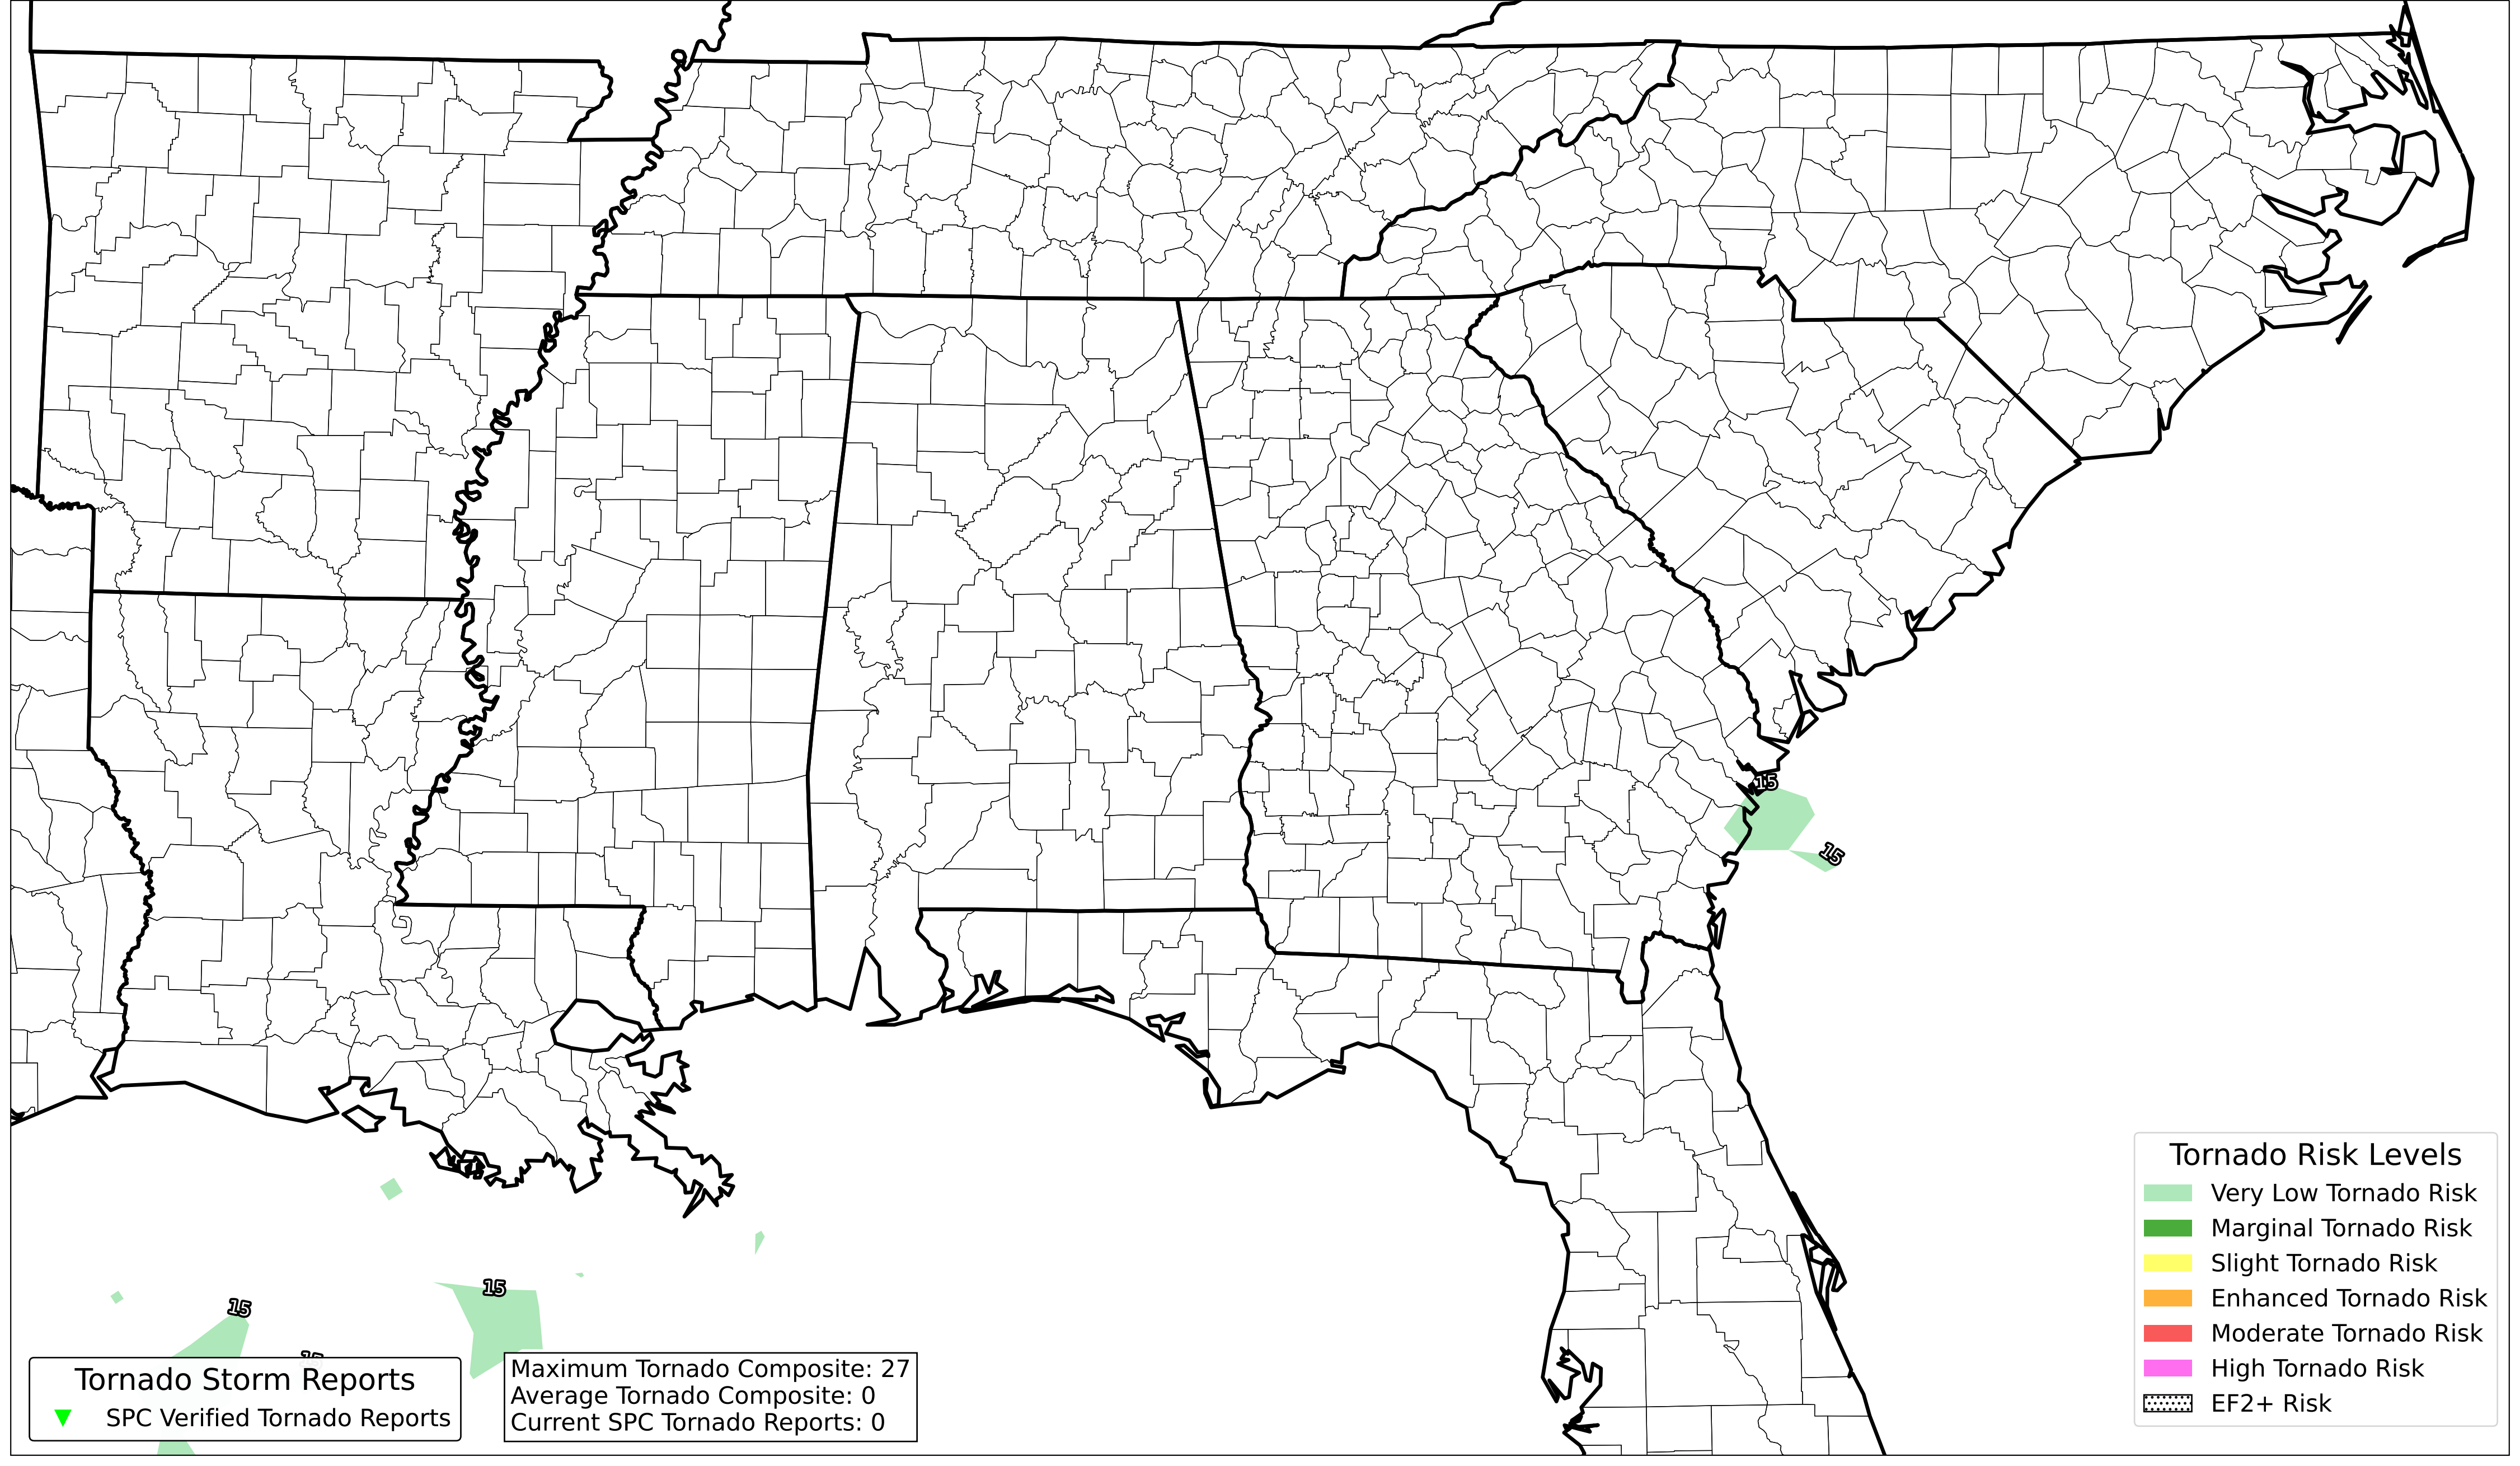 15
15
15
15
Tornado Risk Levels
Very Low Tornado Risk
Marginal Tornado Risk
Slight Tornado Risk
Enhanced Tornado Risk
Moderate Tornado Risk
High Tornado Risk
EF2+ Risk
Tornado Storm Reports
SPC Verified Tornado Reports
Maximum Tornado Composite: 27
Average Tornado Composite: 0
Current SPC Tornado Reports: 0